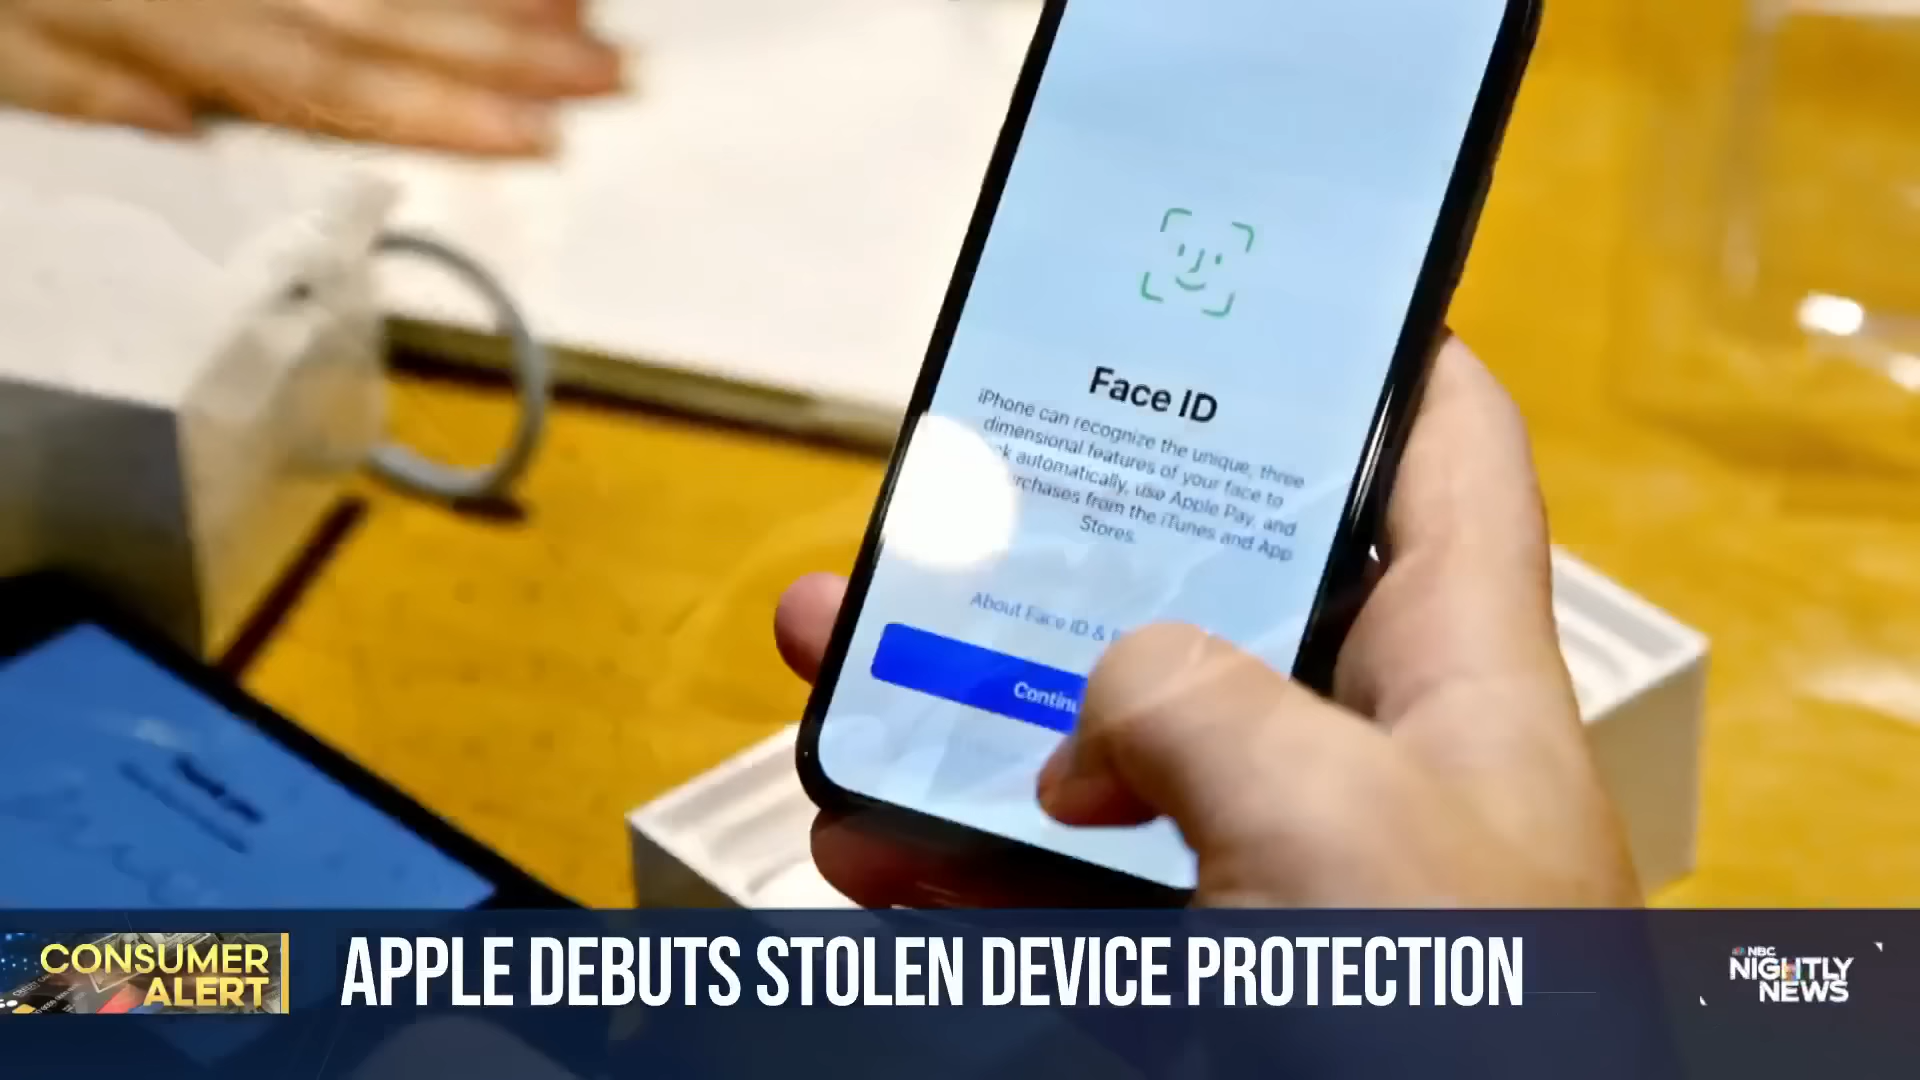 Face ID
iPhone can recognize the unique, three
dimensional features of your face to
automatically, use Apple Pay, and
from the iTunes and App
Stores.
About Face ID &
Continu
CONSUMER
ALERT
APPLE DEBUTS STOLEN DEVICE PROTECTION
NBC
NIGHTLY
NEWS